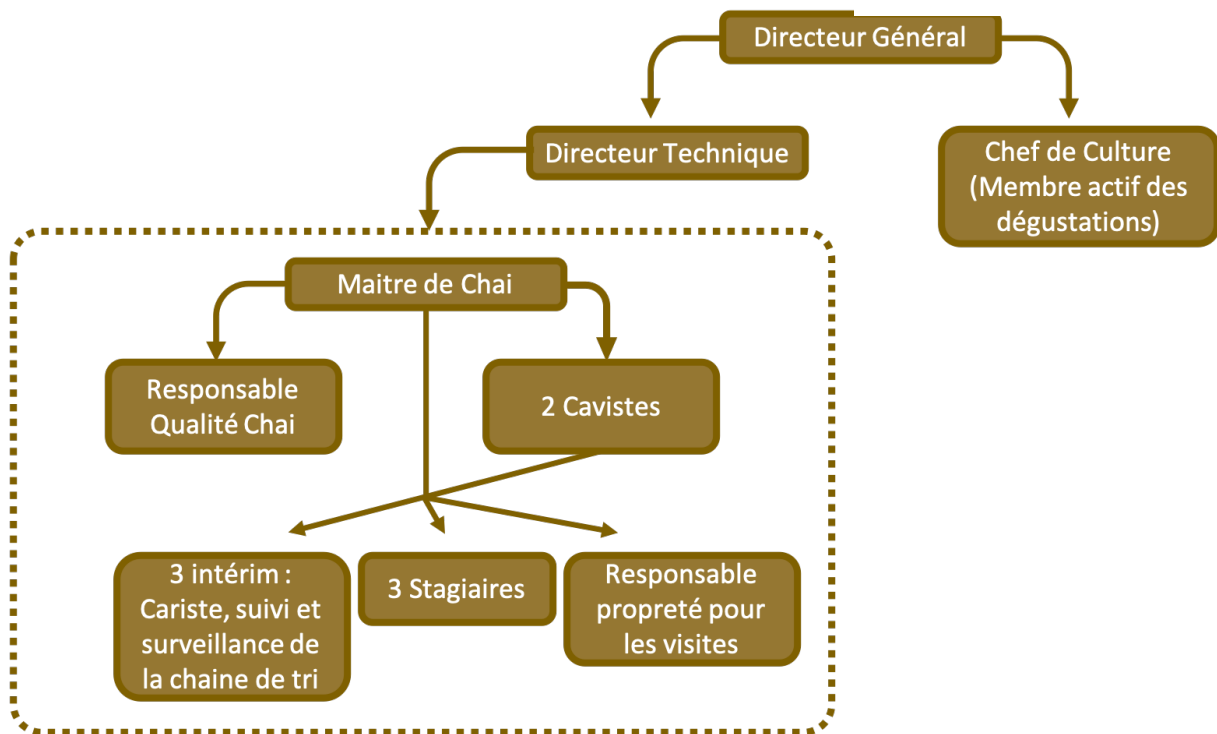 Directeur Général
Directeur Technique
Chef de Culture
(Membre actif des
dégustations)
Maitre de Chai
Responsable
Qualité Chai
2 Cavistes
3 intérim :
Cariste, suivi et
surveillance de
la chaine de tri
3 Stagiaires
Responsable
propreté pour
les visites